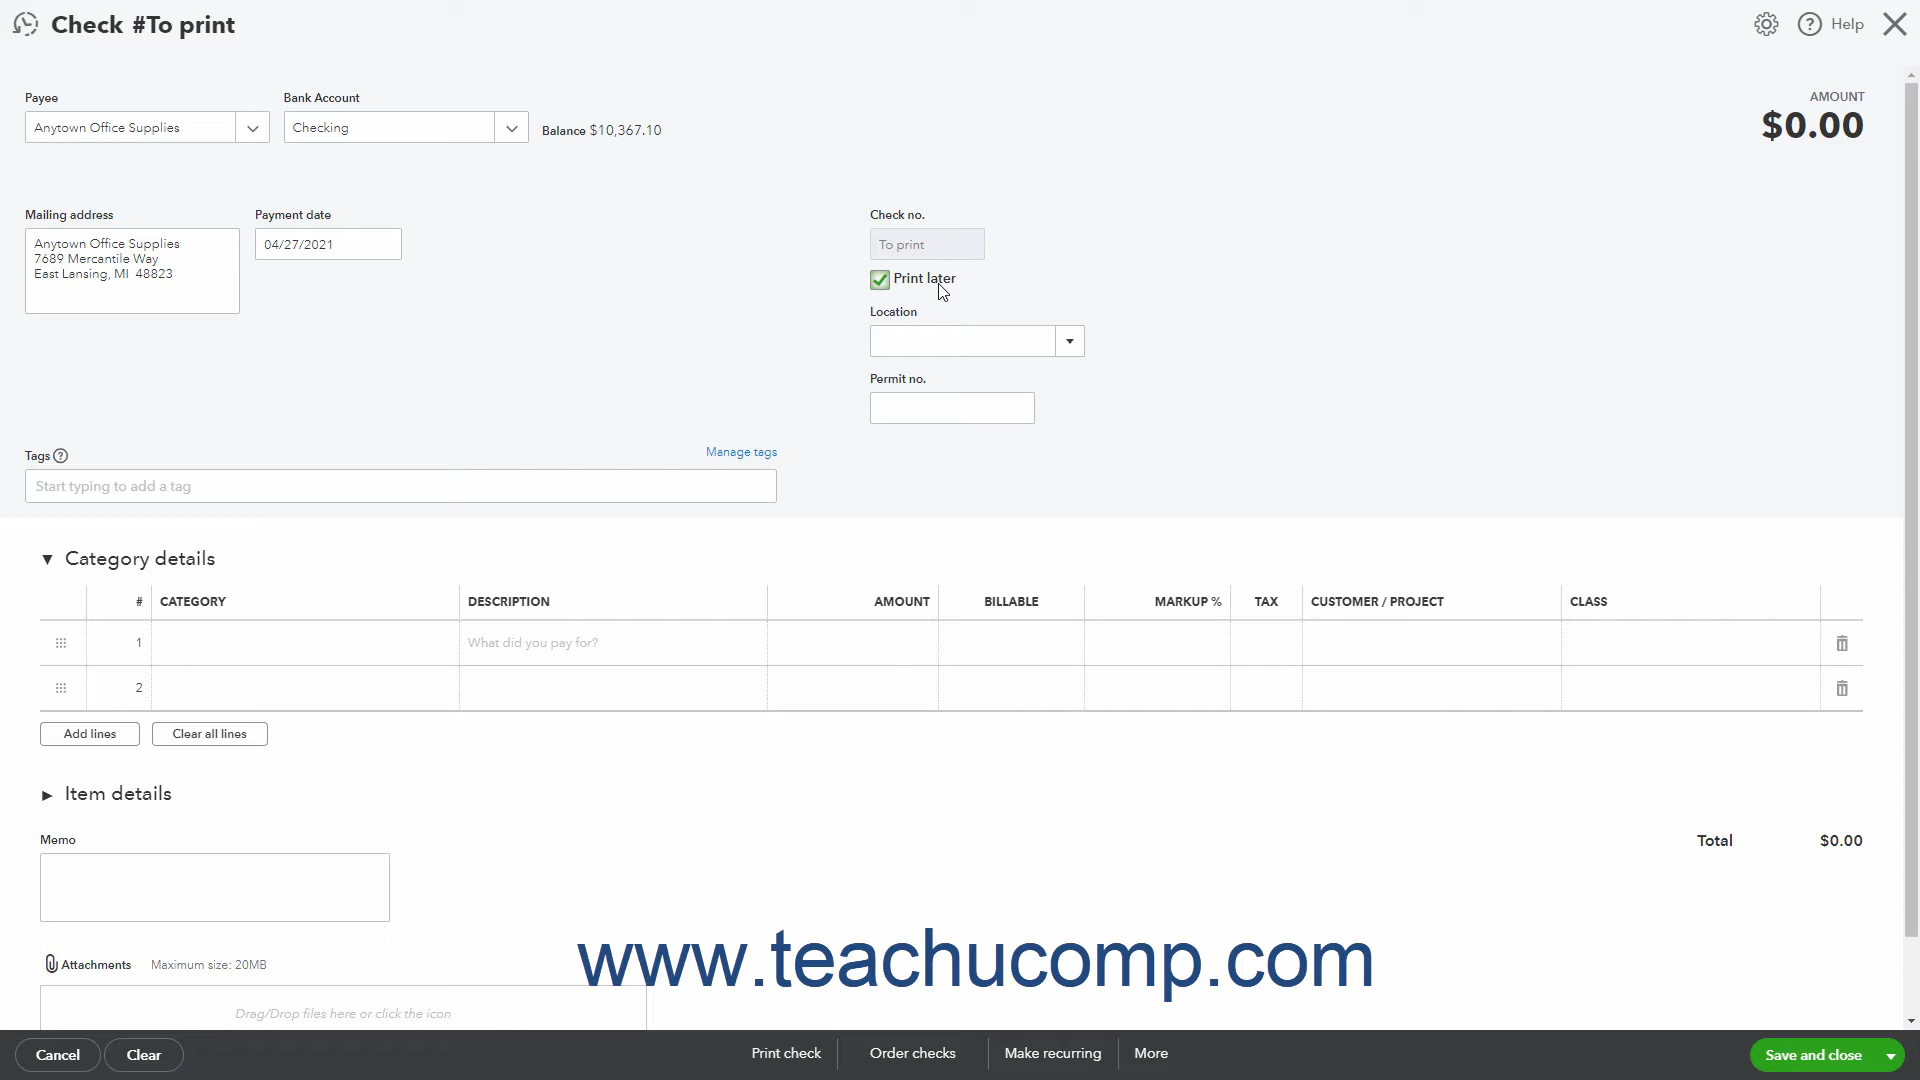 Check #To print
Help
Payee
Bank Account
AMOUNT
Anytown Office Supplies
Checking
Balance $10,367.10
$0.00
Mailing address
Payment date
Check no.
Anytown Office Supplies
7689 Mercantile Way
East Lansing, MI 48823
04/27/2021
To print
Print later
Location
Permit no.
Tags
Manage tags
Start typing to add a tag
Category details
# CATEGORY DESCRIPTION AMOUNT BILLABLE MARKUP % TAX CUSTOMER / PROJECT CLASS
1 What did you pay for?
2
Add lines
Clear all lines
Item details
Memo
Total $0.00
Attachments Maximum size: 20MB
www.teachucomp.com
Drag/Drop files here or click the icon
Cancel
Clear
Print check
Order checks
Make recurring
More
Save and close